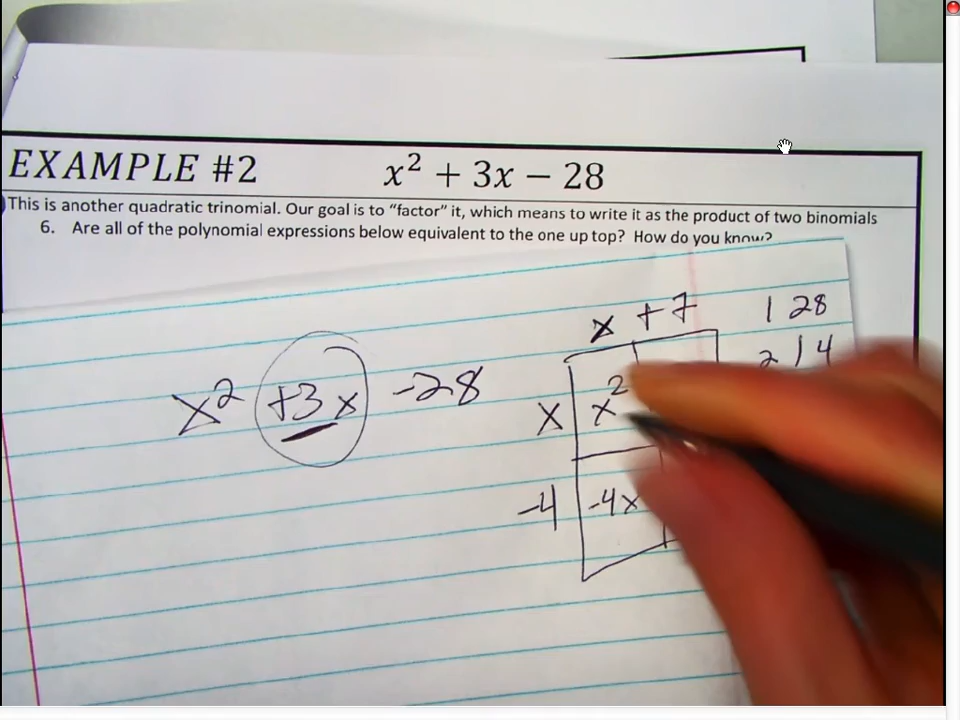 EXAMPLE #2 x² + 3x − 28
This is another quadratic trinomial. Our goal is to “factor” it, which means to write it as the product of two binomials
6. Are all of the polynomial expressions below equivalent to the one up top? How do you know?
x + 7 1 28
2 14
x² +3x -28 x x²
-4 -4x